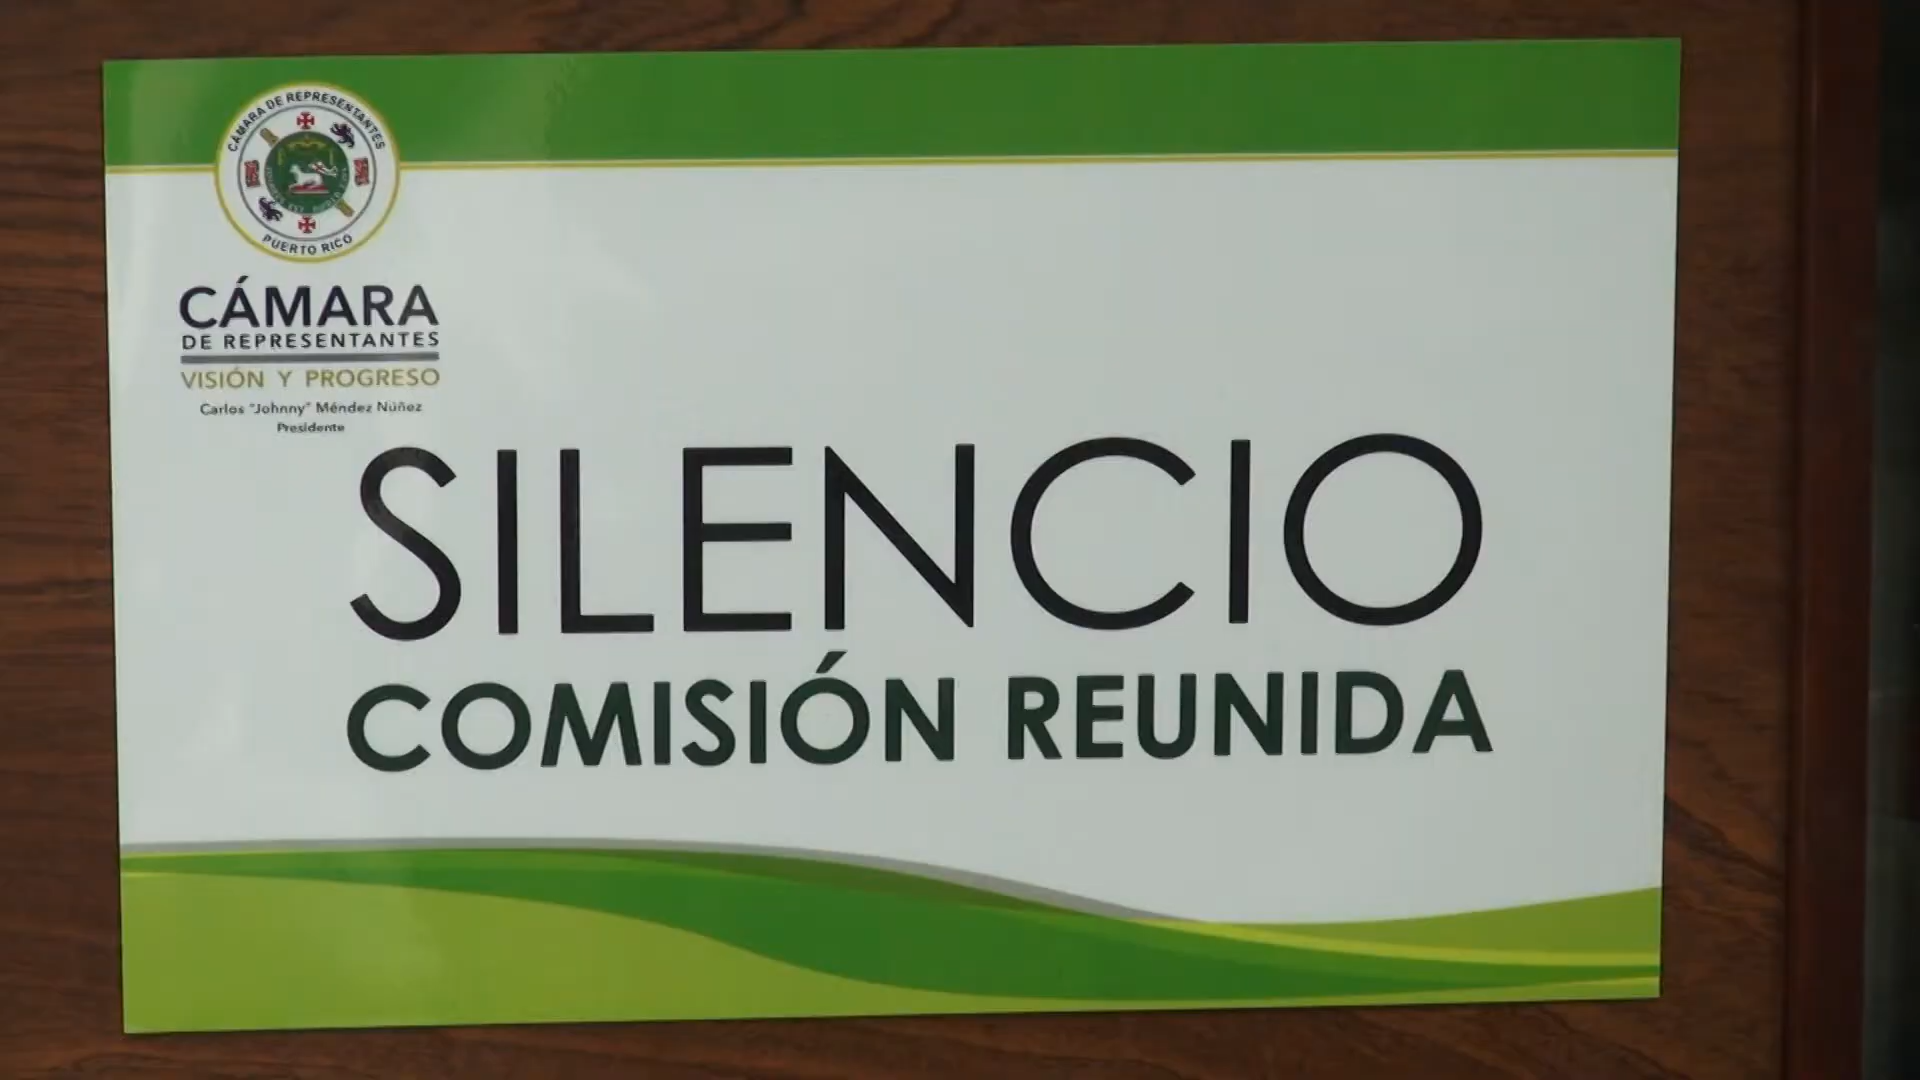 CÁMARA DE REPRESENTANTES
PUERTO RICO
CÁMARA
DE REPRESENTANTES
VISIÓN Y PROGRESO
Carlos "Johnny" Méndez Núñez
Presidente
SILENCIO
COMISIÓN REUNIDA